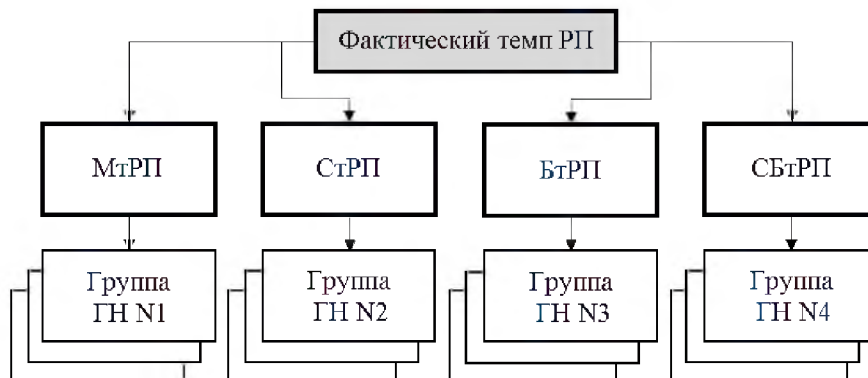 Фактический темп РП
МтРП
СтРП
БтРП
СБтРП
Группа
ГН N1
Группа
ГН N2
Группа
ГН N3
Группа
ГН N4